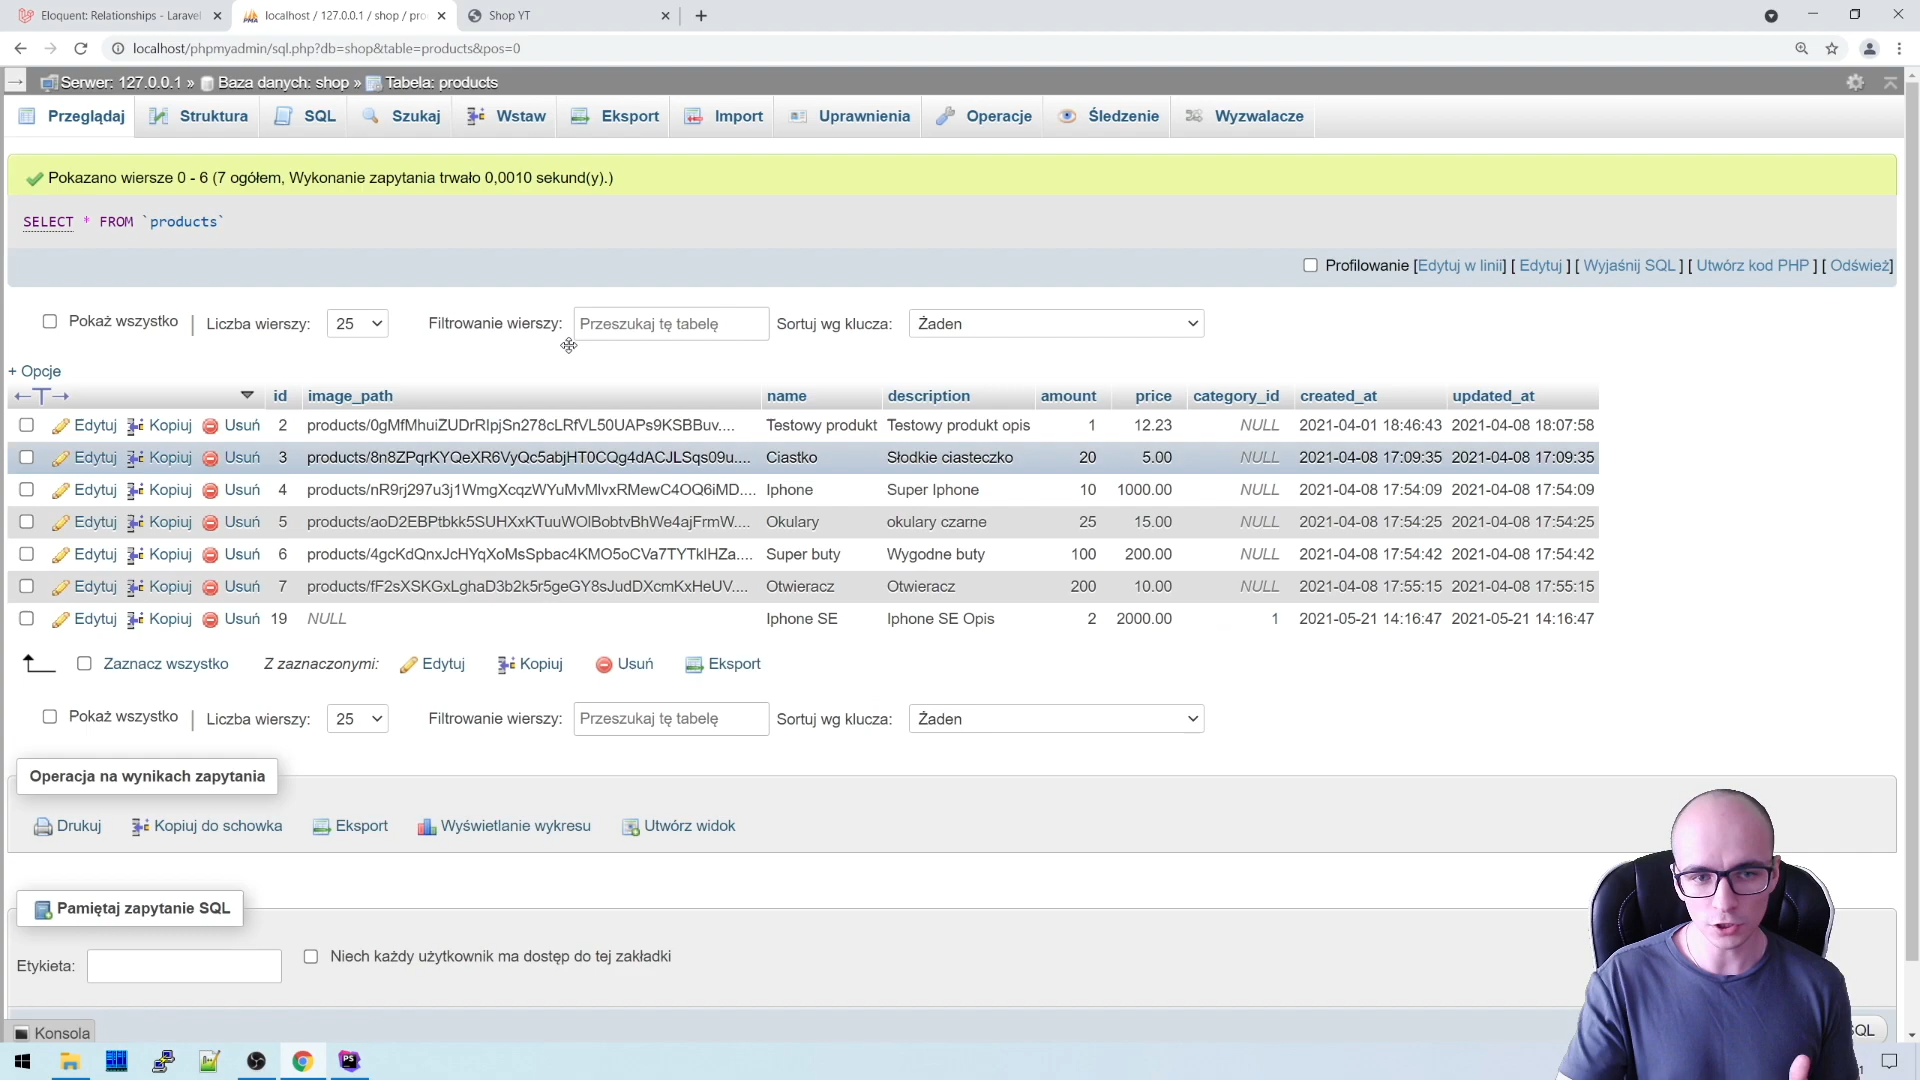 Eloquent: Relationships - Laravel
localhost / 127.0.0.1 / shop / pro
Shop YT
localhost/phpmyadmin/sql.php?db=shop&table=products&pos=0
Serwer: 127.0.0.1 » Baza danych: shop » Tabela: products
Przeglądaj Struktura SQL Szukaj Wstaw Eksport Import Uprawnienia Operacje Śledzenie Wyzwalacze
Pokazano wiersze 0 - 6 (7 ogółem, Wykonanie zapytania trwało 0,0010 sekund(y).)
SELECT * FROM `products`
Profilowanie [Edytuj w linii] [ Edytuj ] [ Wyjaśnij SQL ] [ Utwórz kod PHP ] [ Odśwież]
Pokaż wszystko | Liczba wierszy: 25 Filtrowanie wierszy: Przeszukaj tę tabelę Sortuj wg klucza: Żaden
+ Opcje
←T→ id image_path name description amount price category_id created_at updated_at
Edytuj Kopiuj Usuń 2 products/0gMfMhuiZUDrRIpjSn278cLRfVL50UAPs9KSBBuv.... Testowy produkt Testowy produkt opis 1 12.23 NULL 2021-04-01 18:46:43 2021-04-08 18:07:58
Edytuj Kopiuj Usuń 3 products/8n8ZPqrKYQeXR6VyQc5abjHT0CQg4dACJLSqs09u.... Ciastko Słodkie ciasteczko 20 5.00 NULL 2021-04-08 17:09:35 2021-04-08 17:09:35
Edytuj Kopiuj Usuń 4 products/nR9rj297u3j1WmgXcqzWYuMvMlvxRMewC4OQ6iMD.... Iphone Super Iphone 10 1000.00 NULL 2021-04-08 17:54:09 2021-04-08 17:54:09
Edytuj Kopiuj Usuń 5 products/aoD2EBPtbkk5SUHXxKTuuWOlBobtvBhWe4ajFrmW.... Okulary okulary czarne 25 15.00 NULL 2021-04-08 17:54:25 2021-04-08 17:54:25
Edytuj Kopiuj Usuń 6 products/4gcKdQnxJcHYqXoMsSpbac4KMO5oCVa7TYTklHZa.... Super buty Wygodne buty 100 200.00 NULL 2021-04-08 17:54:42 2021-04-08 17:54:42
Edytuj Kopiuj Usuń 7 products/fF2sXSKGxLghaD3b2k5r5geGY8sJudDXcmKxHeUV.... Otwieracz Otwieracz 200 10.00 NULL 2021-04-08 17:55:15 2021-04-08 17:55:15
Edytuj Kopiuj Usuń 19 NULL Iphone SE Iphone SE Opis 2 2000.00 1 2021-05-21 14:16:47 2021-05-21 14:16:47
Zaznacz wszystko Z zaznaczonymi: Edytuj Kopiuj Usuń Eksport
Pokaż wszystko | Liczba wierszy: 25 Filtrowanie wierszy: Przeszukaj tę tabelę Sortuj wg klucza: Żaden
Operacja na wynikach zapytania
Drukuj Kopiuj do schowka Eksport Wyświetlanie wykresu Utwórz widok
Pamiętaj zapytanie SQL
Etykieta: Niech każdy użytkownik ma dostęp do tej zakładki
Konsola